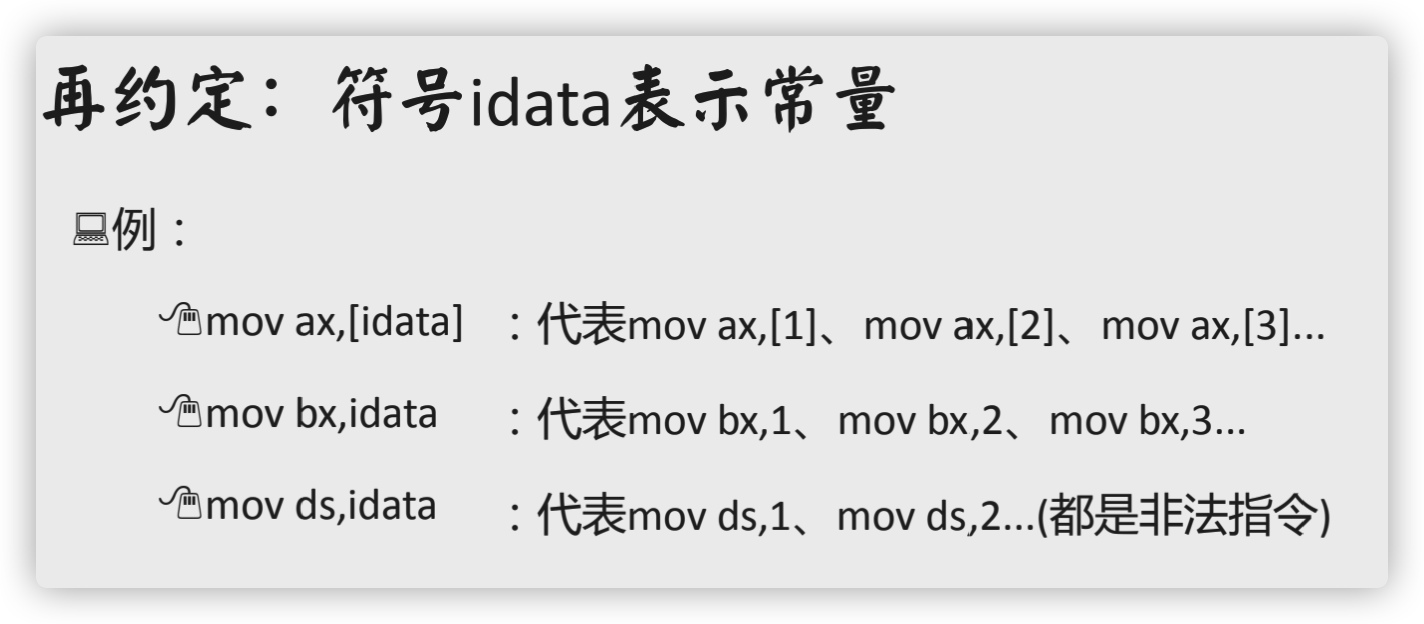 再约定：符号idata表示常量
例：
mov ax,[idata] ：代表mov ax,[1]、mov ax,[2]、mov ax,[3]...
mov bx,idata ：代表mov bx,1、mov bx,2、mov bx,3...
mov ds,idata ：代表mov ds,1、mov ds,2...(都是非法指令)